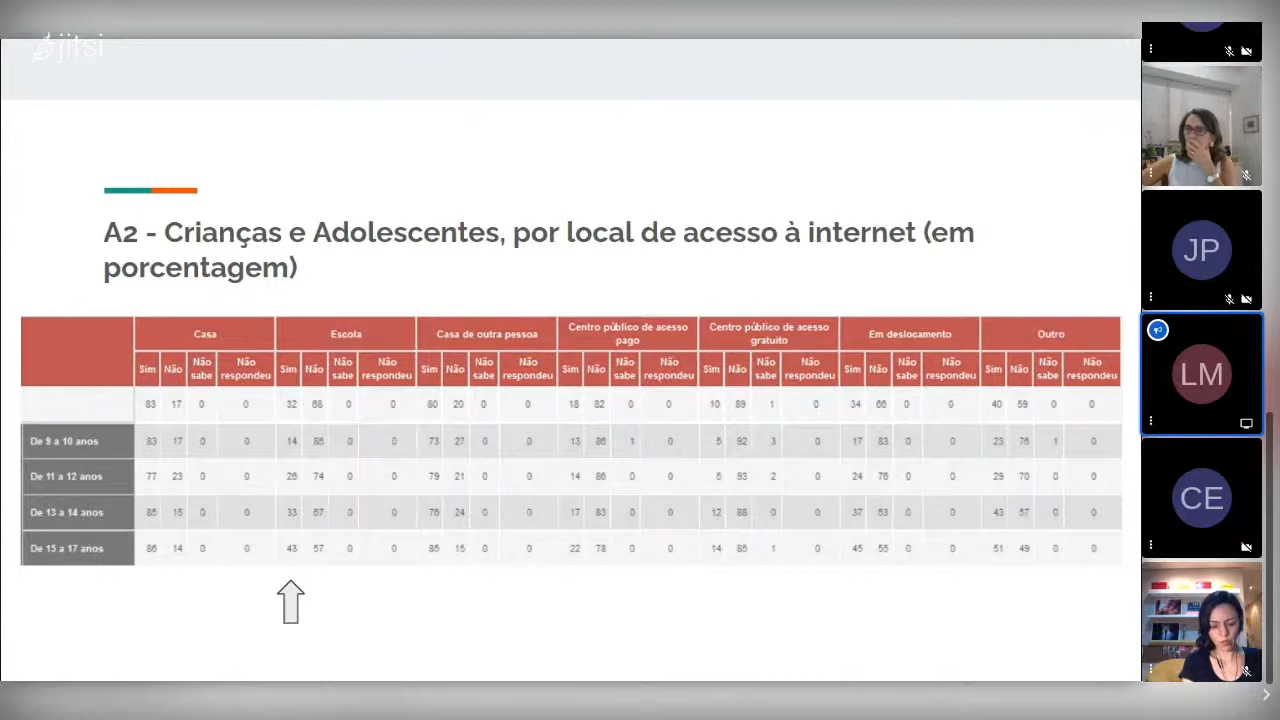 jitsi
A2 - Crianças e Adolescentes, por local de acesso à internet (em
porcentagem)
Casa Escola Casa de outra pessoa Centro público de acesso pago Centro público de acesso gratuito Em deslocamento Outro
Sim Não Não sabe Não respondeu Sim Não Não sabe Não respondeu Sim Não Não sabe Não respondeu Sim Não Não sabe Não respondeu Sim Não Não sabe Não respondeu Sim Não Não sabe Não respondeu Sim Não Não sabe Não respondeu
83 17 0 0 32 68 0 0 80 20 0 0 18 82 0 0 10 89 1 0 34 66 0 0 40 59 0 0
De 9 a 10 anos 83 17 0 0 14 85 0 0 73 27 0 0 13 86 1 0 5 92 3 0 17 83 0 0 23 76 1 0
De 11 a 12 anos 77 23 0 0 26 74 0 0 79 21 0 0 14 86 0 0 5 93 2 0 24 76 0 0 29 70 0 0
De 13 a 14 anos 85 15 0 0 33 67 0 0 76 24 0 0 17 83 0 0 12 88 0 0 37 63 0 0 43 57 0 0
De 15 a 17 anos 86 14 0 0 43 57 0 0 85 15 0 0 22 78 0 0 14 85 1 0 45 55 0 0 51 49 0 0
JP
LM
CE